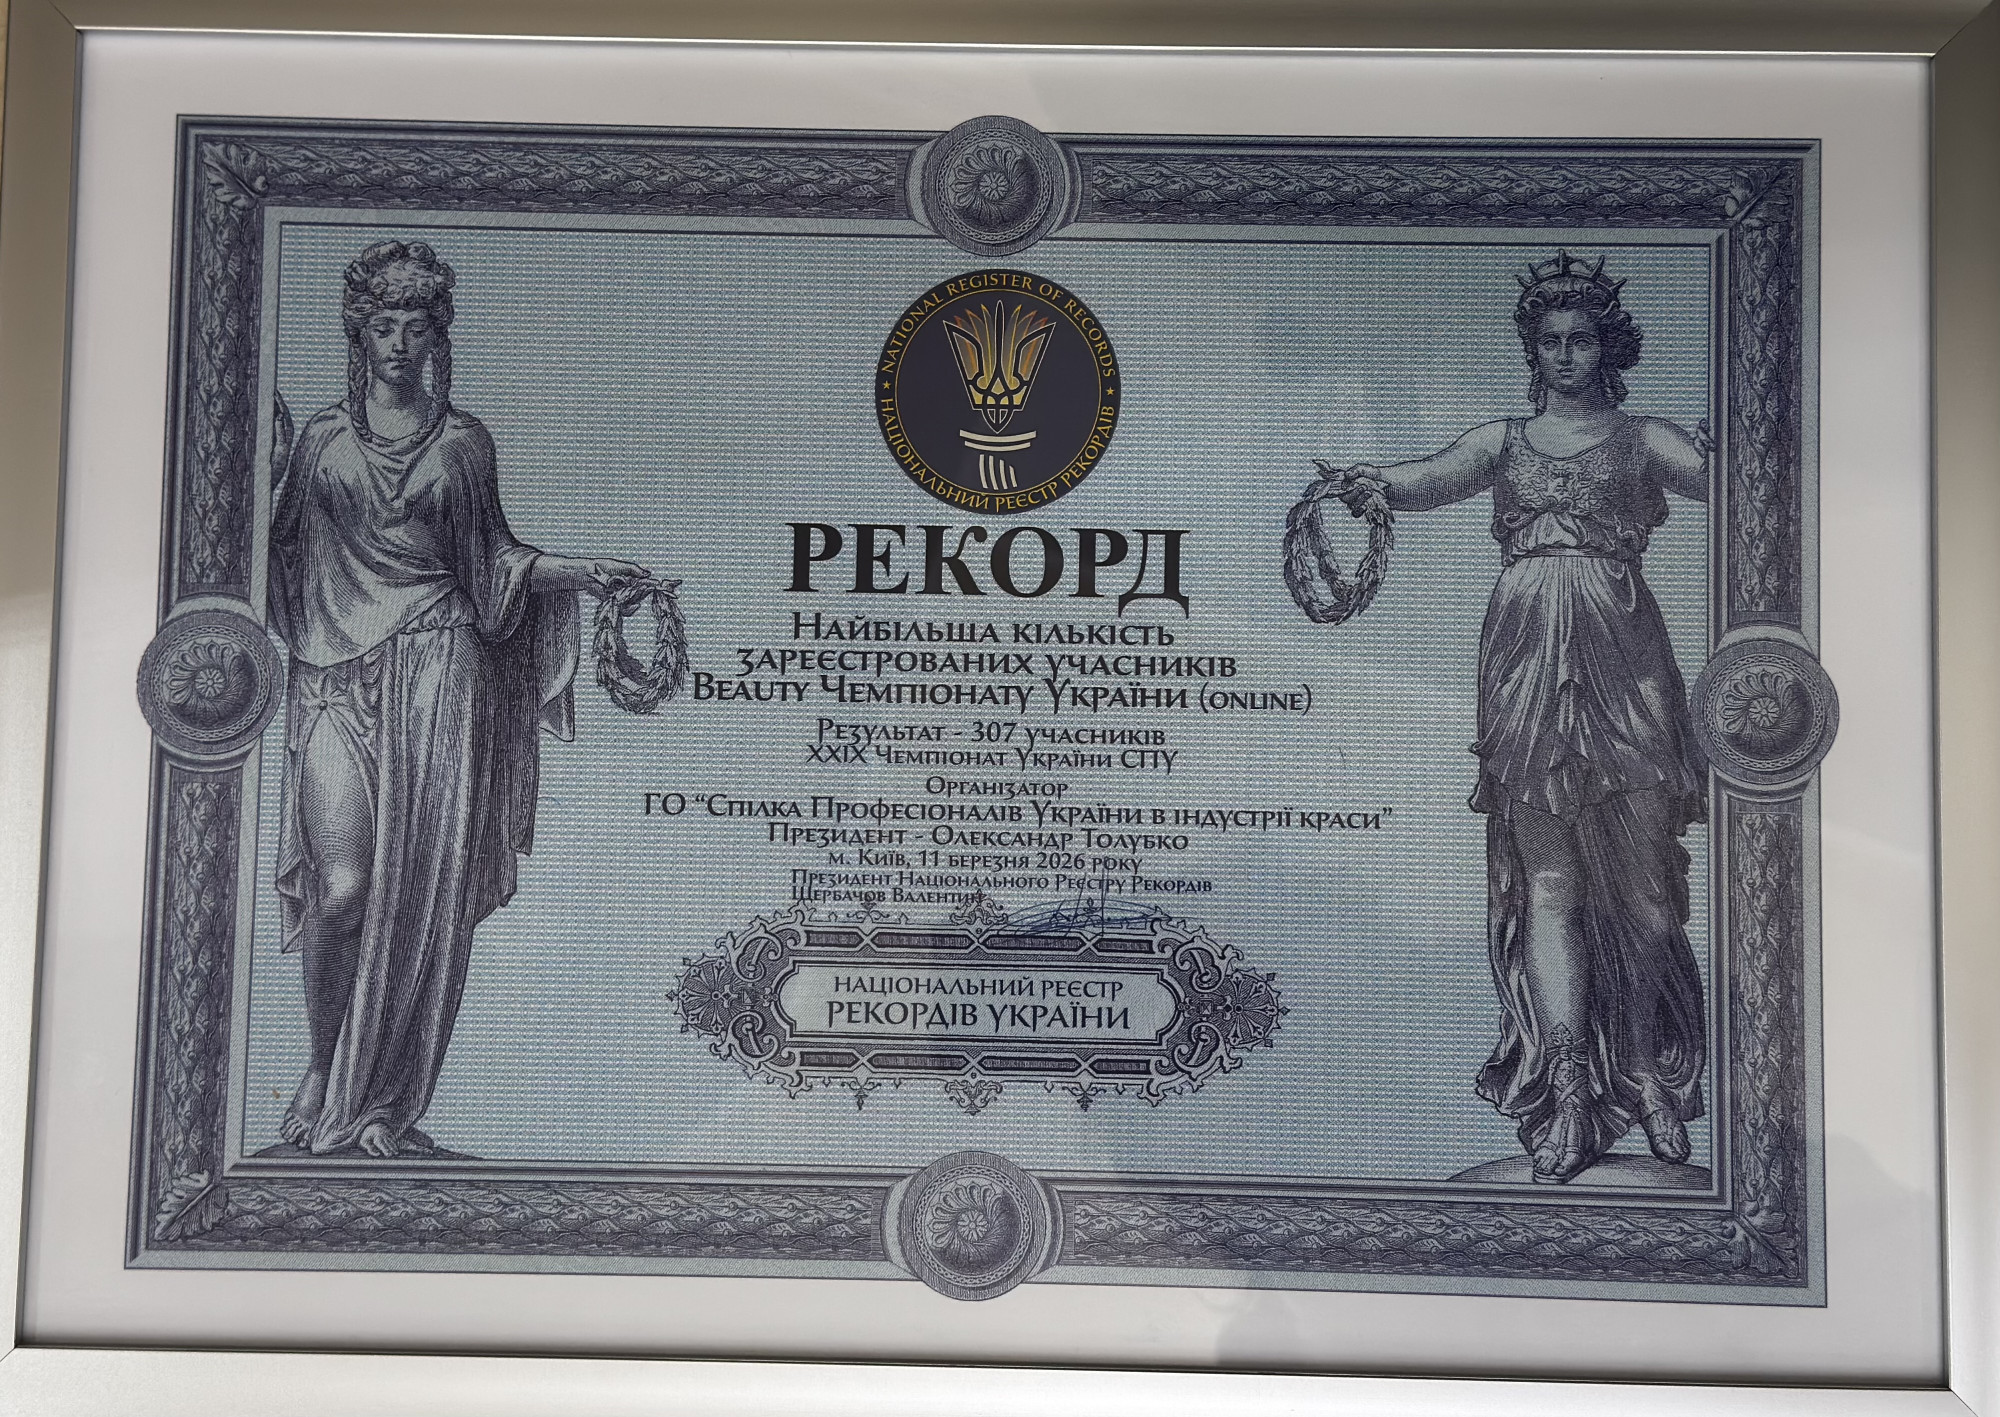 ★ NATIONAL REGISTER OF RECORDS ★
НАЦІОНАЛЬНИЙ РЕЄСТР РЕКОРДІВ
РЕКОРД
Найбільша кількість
зареєстрованих учасників
Beauty Чемпіонату України (online)
Результат - 307 учасників
XXIX Чемпіонат України СПУ
Організатор
ГО “Спілка Професіоналів України в індустрії краси”
Президент - Олександр Толубко
м. Київ, 11 березня 2026 року
Президент Національного Реєстру Рекордів
Щербачов Валентин
НАЦІОНАЛЬНИЙ РЕЄСТР
РЕКОРДІВ УКРАЇНИ